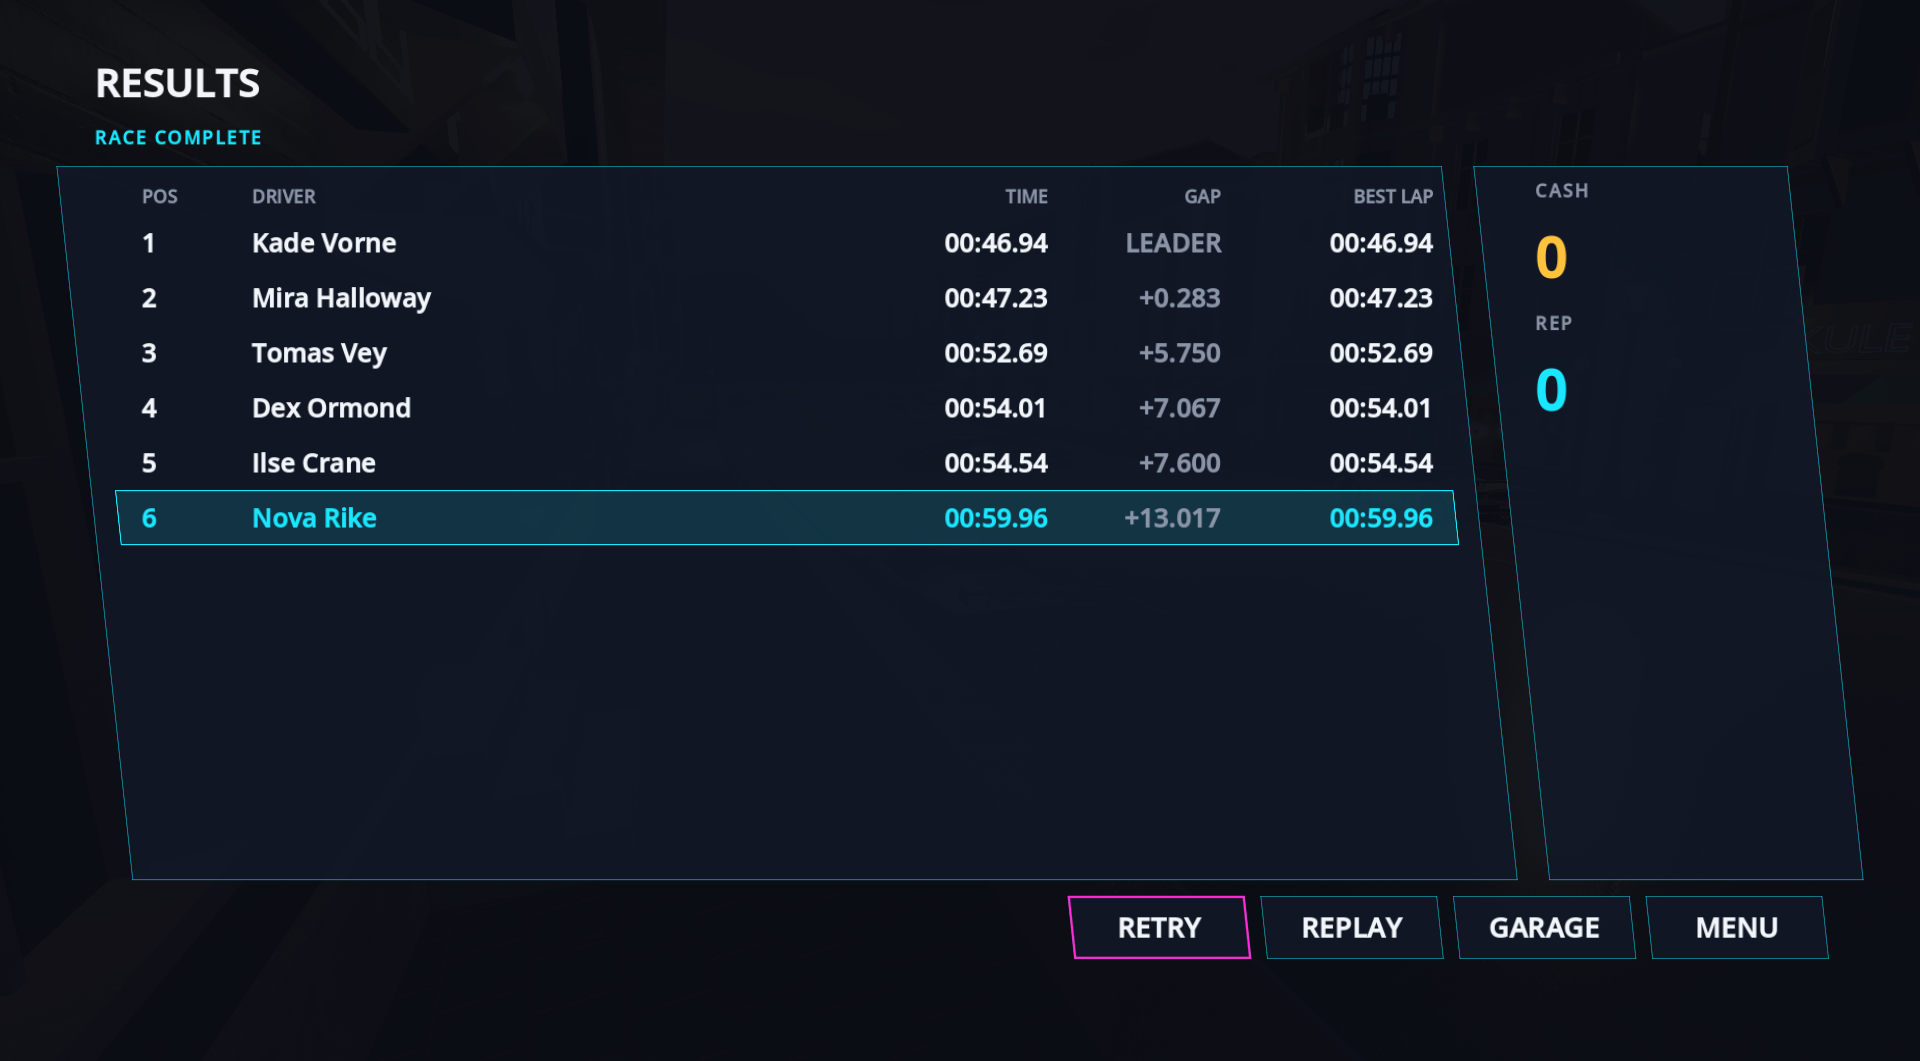 RESULTS
RACE COMPLETE
POS DRIVER TIME GAP BEST LAP
1 Kade Vorne 00:46.94 LEADER 00:46.94
2 Mira Halloway 00:47.23 +0.283 00:47.23
3 Tomas Vey 00:52.69 +5.750 00:52.69
4 Dex Ormond 00:54.01 +7.067 00:54.01
5 Ilse Crane 00:54.54 +7.600 00:54.54
6 Nova Rike 00:59.96 +13.017 00:59.96
CASH
0
REP
0
RETRY REPLAY GARAGE MENU